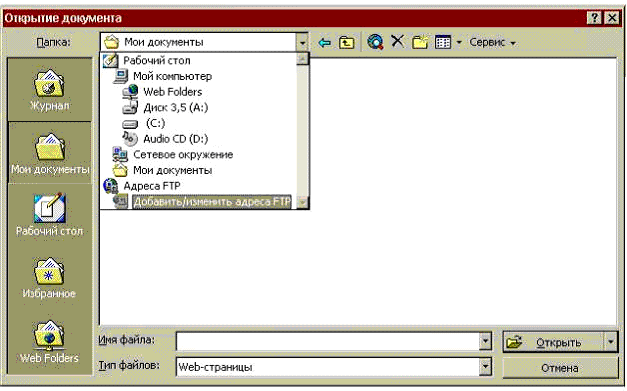 Открытие документа
Папка:
Мои документы
Сервис
Рабочий стол
Мой компьютер
Web Folders
Диск 3,5 (A:)
(C:)
Audio CD (D:)
Сетевое окружение
Мои документы
Адреса FTP
Добавить/изменить адреса FTP
Журнал
Мои документы
Рабочий стол
Избранное
Web Folders
Имя файла:
Открыть
Тип файлов:
Web-страницы
Отмена